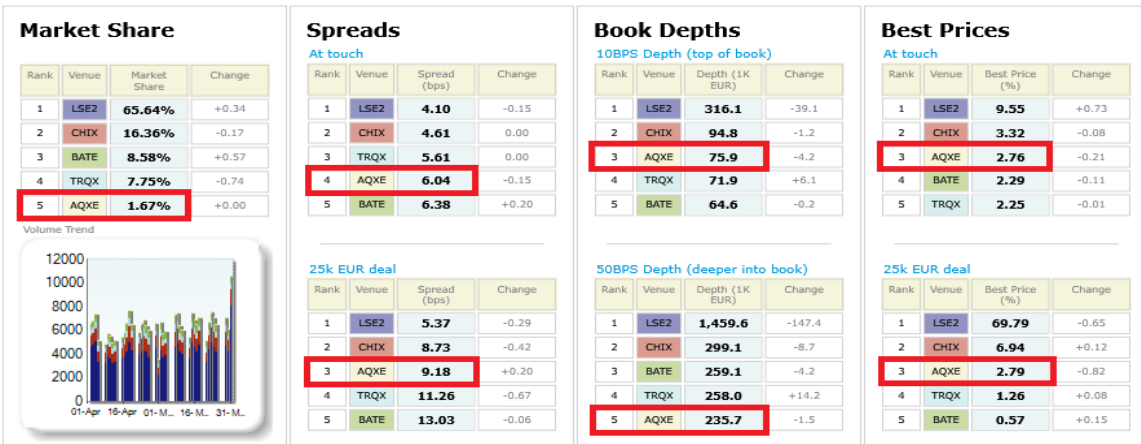 Market Share
Rank Venue Market Share Change
1 LSE2 65.64% +0.34
2 CHIX 16.36% -0.17
3 BATE 8.58% +0.57
4 TRQX 7.75% -0.74
5 AQXE 1.67% +0.00
Volume Trend
12000
10000
8000
6000
4000
2000
0
01-Apr 16-Apr 01-M... 16-M... 31-M...
Spreads
At touch
Rank Venue Spread (bps) Change
1 LSE2 4.10 -0.15
2 CHIX 4.61 0.00
3 TRQX 5.61 0.00
4 AQXE 6.04 -0.15
5 BATE 6.38 +0.20
25k EUR deal
Rank Venue Spread (bps) Change
1 LSE2 5.37 -0.29
2 CHIX 8.73 -0.42
3 AQXE 9.18 +0.20
4 TRQX 11.26 -0.67
5 BATE 13.03 -0.06
Book Depths
10BPS Depth (top of book)
Rank Venue Depth (1K EUR) Change
1 LSE2 316.1 -39.1
2 CHIX 94.8 -1.2
3 AQXE 75.9 -4.2
4 TRQX 71.9 +6.1
5 BATE 64.6 -0.2
50BPS Depth (deeper into book)
Rank Venue Depth (1K EUR) Change
1 LSE2 1,459.6 -147.4
2 CHIX 299.1 -8.7
3 BATE 259.1 -4.2
4 TRQX 258.0 +14.2
5 AQXE 235.7 -1.5
Best Prices
At touch
Rank Venue Best Price (%) Change
1 LSE2 9.55 +0.73
2 CHIX 3.32 -0.08
3 AQXE 2.76 -0.21
4 BATE 2.29 -0.11
5 TRQX 2.25 -0.01
25k EUR deal
Rank Venue Best Price (%) Change
1 LSE2 69.79 -0.65
2 CHIX 6.94 +0.12
3 AQXE 2.79 -0.82
4 TRQX 1.26 +0.08
5 BATE 0.57 +0.15